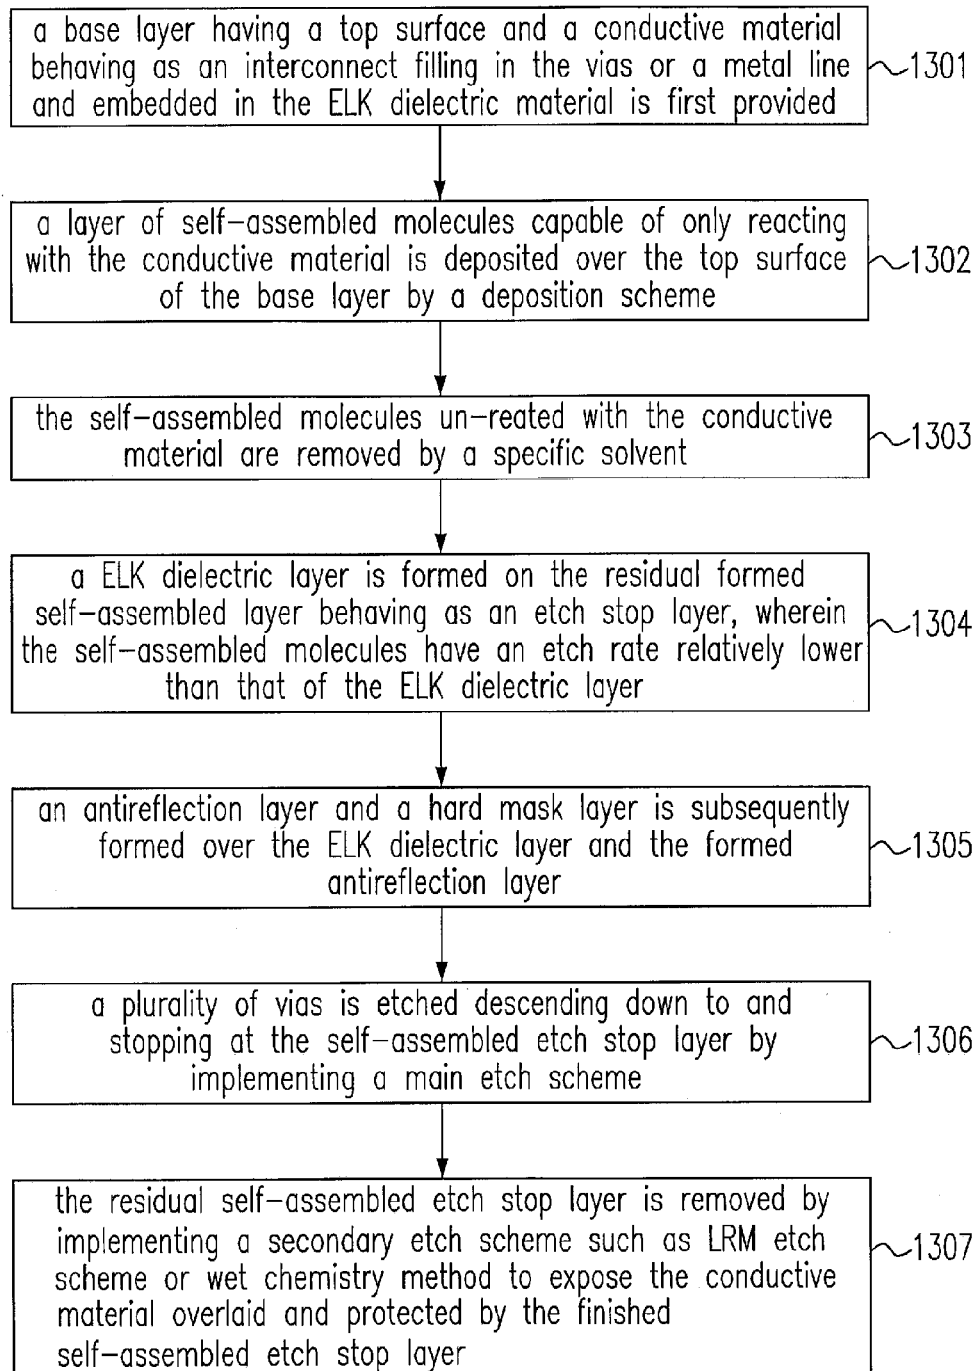 a base layer having a top surface and a conductive material
behaving as an interconnect filling in the vias or a metal line
and embedded in the ELK dielectric material is first provided
1301
a layer of self-assembled molecules capable of only reacting
with the conductive material is deposited over the top surface
of the base layer by a deposition scheme
1302
the self-assembled molecules un-reated with the conductive
material are removed by a specific solvent
1303
a ELK dielectric layer is formed on the residual formed
self-assembled layer behaving as an etch stop layer, wherein
the self-assembled molecules have an etch rate relatively lower
than that of the ELK dielectric layer
1304
an antireflection layer and a hard mask layer is subsequently
formed over the ELK dielectric layer and the formed
antireflection layer
1305
a plurality of vias is etched descending down to and
stopping at the self-assembled etch stop layer by
implementing a main etch scheme
1306
the residual self-assembled etch stop layer is removed by
implementing a secondary etch scheme such as LRM etch
scheme or wet chemistry method to expose the conductive
material overlaid and protected by the finished
self-assembled etch stop layer
1307